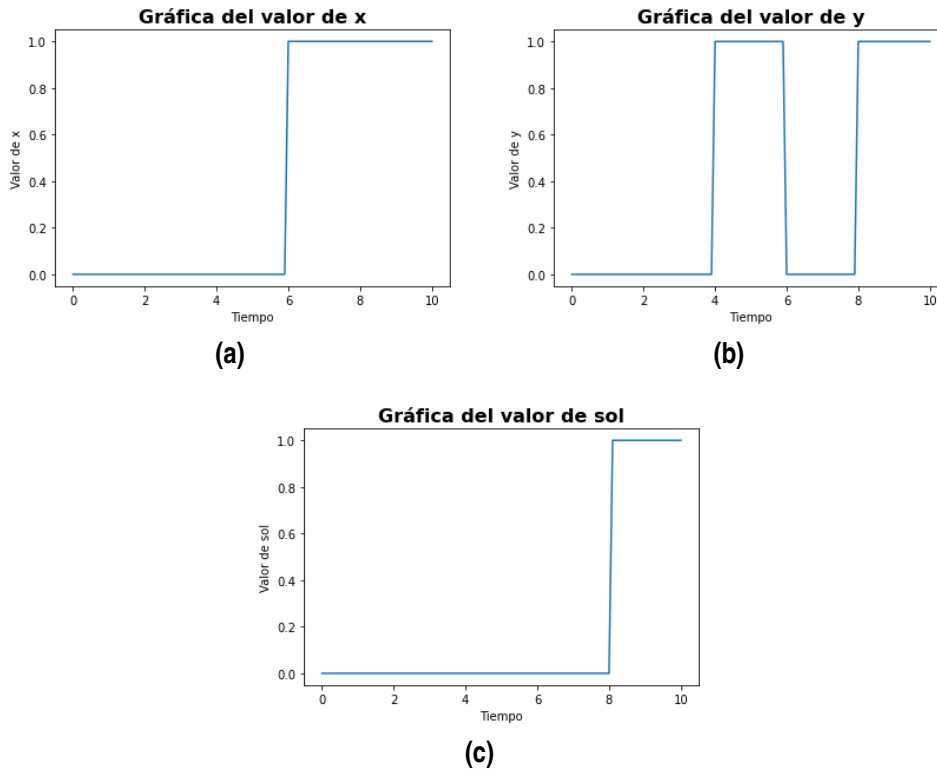 Gráfica del valor de x
1.0
0.8
0.6
0.4
0.2
0.0
Valor de x
0 2 4 6 8 10
Tiempo
(a)
Gráfica del valor de y
1.0
0.8
0.6
0.4
0.2
0.0
Valor de y
0 2 4 6 8 10
Tiempo
(b)
Gráfica del valor de sol
1.0
0.8
0.6
0.4
0.2
0.0
Valor de sol
0 2 4 6 8 10
Tiempo
(c)